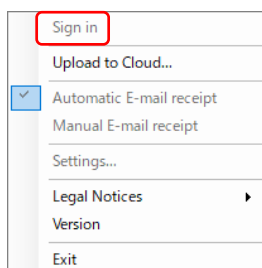 Sign in
Upload to Cloud...
Automatic E-mail receipt
Manual E-mail receipt
Settings...
Legal Notices
Version
Exit